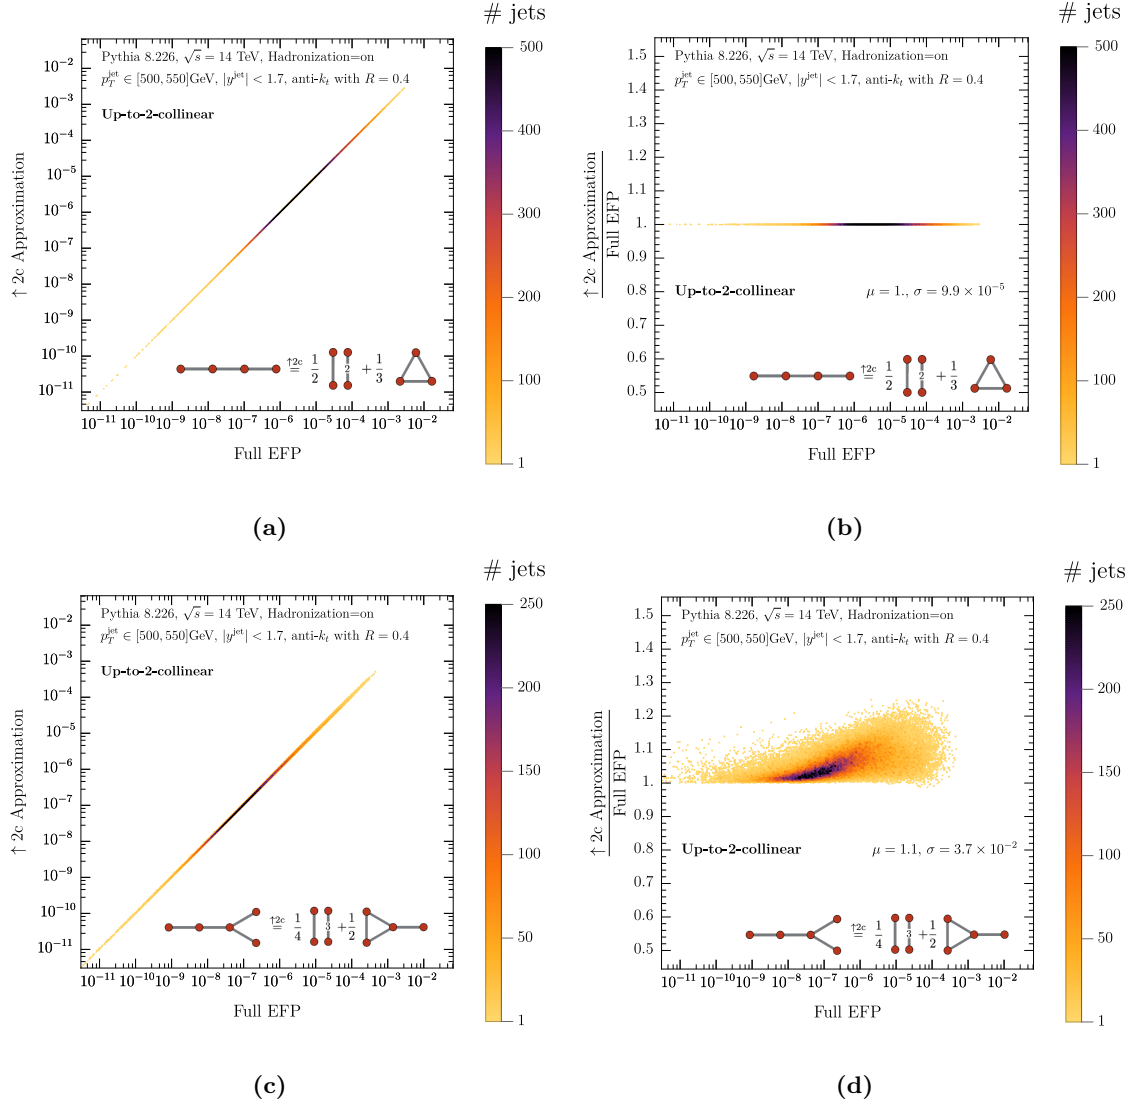 # jets
Pythia 8.226, √s = 14 TeV, Hadronization=on
p_T^jet ∈ [500, 550]GeV, |y^jet| < 1.7, anti-k_t with R = 0.4
Up-to-2-collinear
↑ 2c Approximation
10^−2
10^−3
10^−4
10^−5
10^−6
10^−7
10^−8
10^−9
10^−10
10^−11
↑2c = 1/2 2 + 1/3
10^−11 10^−10 10^−9 10^−8 10^−7 10^−6 10^−5 10^−4 10^−3 10^−2
Full EFP
500
400
300
200
100
1
(a)
# jets
Pythia 8.226, √s = 14 TeV, Hadronization=on
p_T^jet ∈ [500, 550]GeV, |y^jet| < 1.7, anti-k_t with R = 0.4
↑ 2c Approximation
Full EFP
1.5
1.4
1.3
1.2
1.1
1.
0.9
0.8
0.7
0.6
0.5
Up-to-2-collinear
μ = 1., σ = 9.9 × 10^−5
↑2c = 1/2 2 + 1/3
10^−11 10^−10 10^−9 10^−8 10^−7 10^−6 10^−5 10^−4 10^−3 10^−2
Full EFP
500
400
300
200
100
1
(b)
# jets
Pythia 8.226, √s = 14 TeV, Hadronization=on
p_T^jet ∈ [500, 550]GeV, |y^jet| < 1.7, anti-k_t with R = 0.4
Up-to-2-collinear
↑ 2c Approximation
10^−2
10^−3
10^−4
10^−5
10^−6
10^−7
10^−8
10^−9
10^−10
10^−11
↑2c = 1/4 3 + 1/2
10^−11 10^−10 10^−9 10^−8 10^−7 10^−6 10^−5 10^−4 10^−3 10^−2
Full EFP
250
200
150
100
50
1
(c)
# jets
Pythia 8.226, √s = 14 TeV, Hadronization=on
p_T^jet ∈ [500, 550]GeV, |y^jet| < 1.7, anti-k_t with R = 0.4
↑ 2c Approximation
Full EFP
1.5
1.4
1.3
1.2
1.1
1.
0.9
0.8
0.7
0.6
0.5
Up-to-2-collinear
μ = 1.1, σ = 3.7 × 10^−2
↑2c = 1/4 3 + 1/2
10^−11 10^−10 10^−9 10^−8 10^−7 10^−6 10^−5 10^−4 10^−3 10^−2
Full EFP
250
200
150
100
50
1
(d)